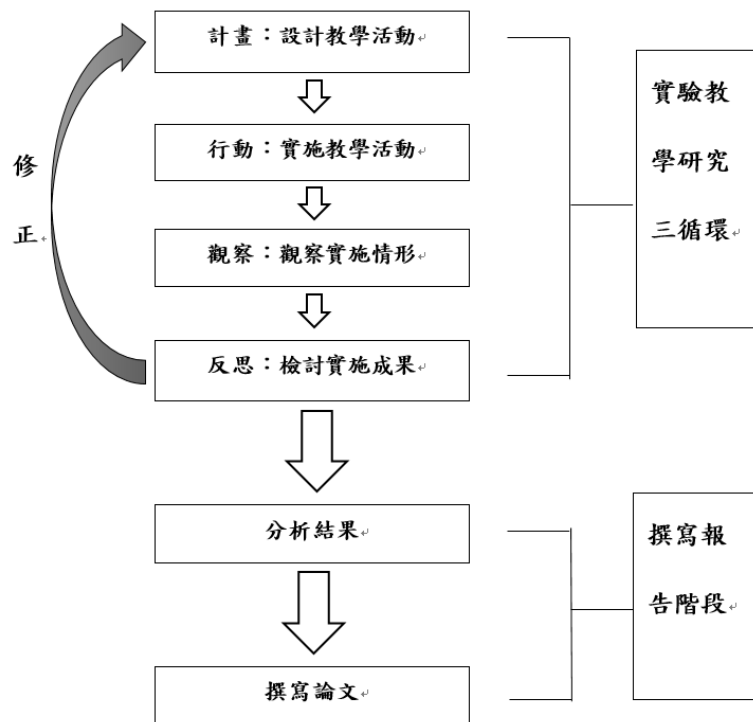 計畫：設計教學活動
行動：實施教學活動
觀察：觀察實施情形
反思：檢討實施成果
修
正
實驗教
學研究
三循環
分析結果
撰寫論文
撰寫報
告階段